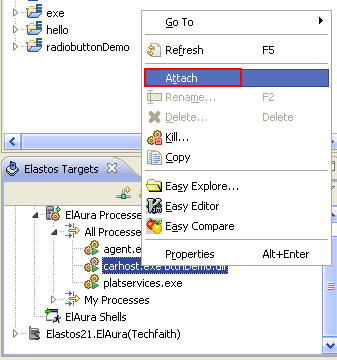 exe
hello
radiobuttonDemo
Go To
Refresh F5
Attach
Rename... F2
Delete... Delete
Kill...
Copy
Easy Explore...
Easy Editor
Easy Compare
Properties Alt+Enter
Elastos Targets
ElAura Processes
All Processes
agent.e
carhost.exe btnDemo.dll
platservices.exe
My Processes
ElAura Shells
Elastos21.ElAura(Techfaith)